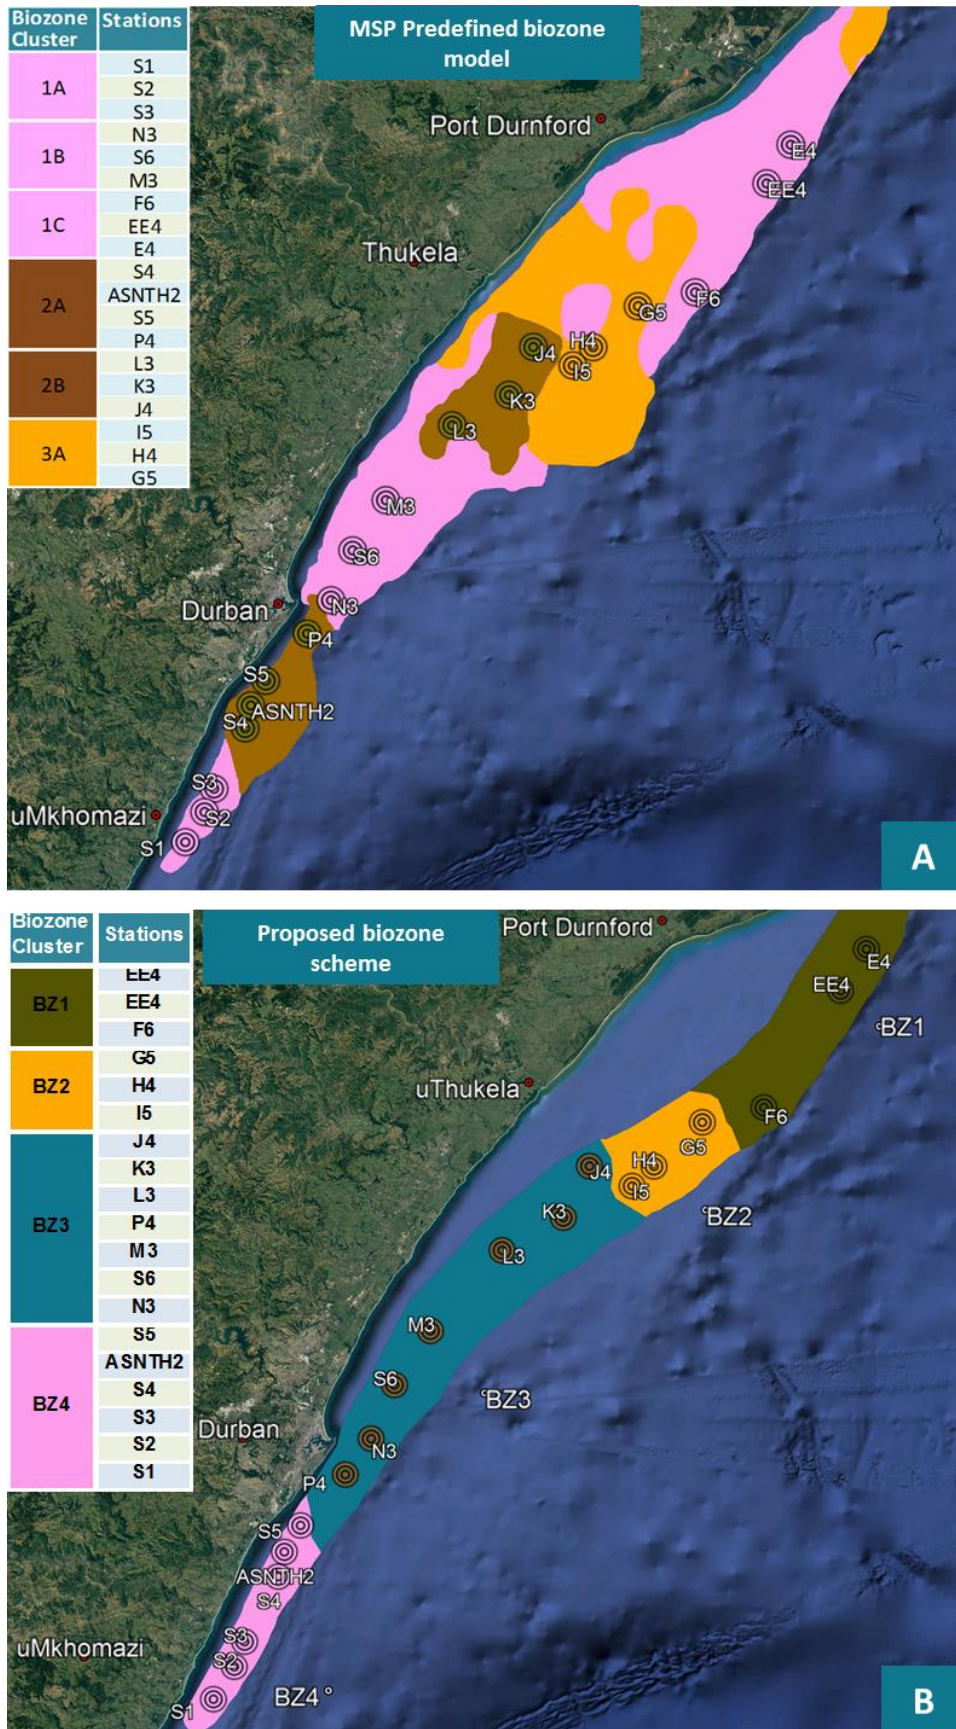 Biozone Stations
Cluster
1A
S1
S2
S3
1B
N3
S6
M3
1C
F6
EE4
E4
2A
S4
ASNTH2
S5
P4
2B
L3
K3
J4
3A
I5
H4
G5
MSP Predefined biozone
model
Port Durnford
E4
EE4
Thukela
F6
G5
H4
J4
I5
K3
L3
M3
S6
Durban
N3
P4
S5
ASNTH2
S4
S3
uMkhomazi
S2
S1
A
Biozone
Cluster
Stations
BZ1
EE4
EE4
F6
BZ2
G5
H4
I5
BZ3
J4
K3
L3
P4
M3
S6
N3
BZ4
S5
ASNTH2
S4
S3
S2
S1
Proposed biozone
scheme
Port Durnford
E4
EE4
BZ1
uThukela
F6
G5
H4
J4
I5
K3
BZ2
L3
M3
S6
BZ3
Durban
N3
P4
S5
ASNTH2
S4
S3
uMkhomazi
S2
S1
BZ4
B